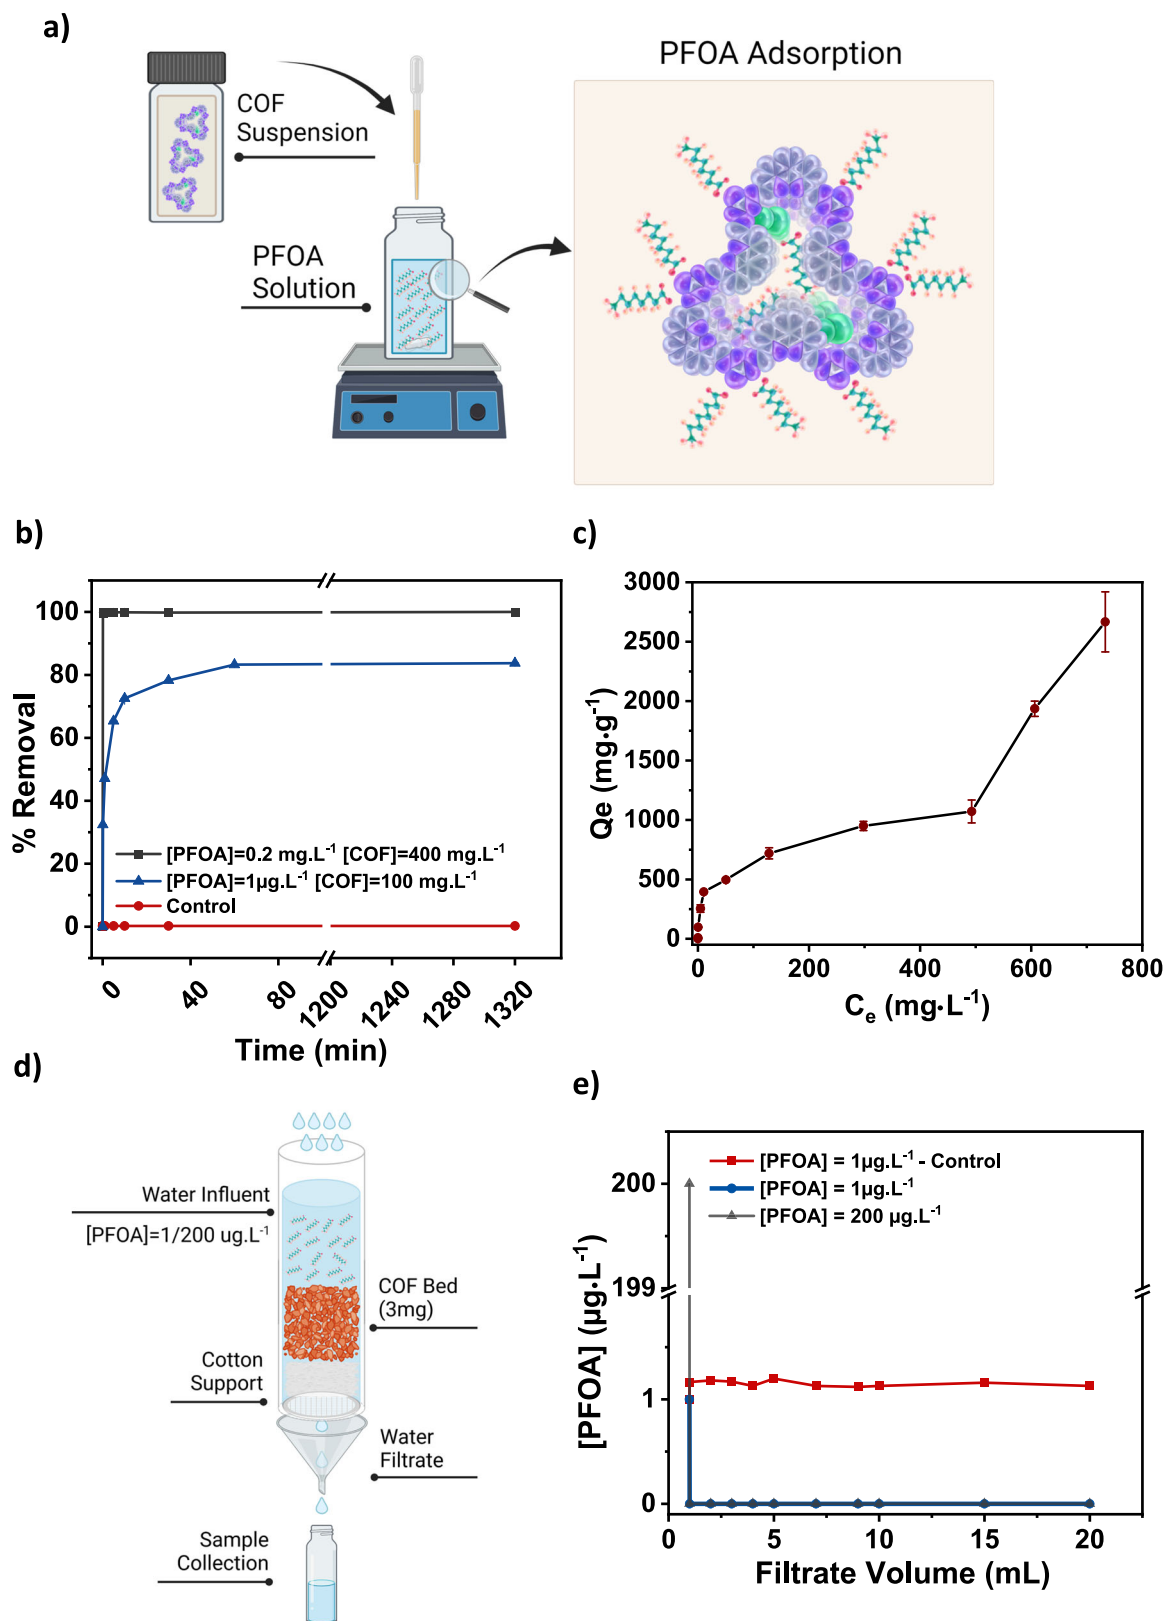 a)
PFOA Adsorption
COF
Suspension
PFOA
Solution
b)
% Removal
100
80
60
40
20
0
[PFOA]=0.2 mg.L⁻¹ [COF]=400 mg.L⁻¹
[PFOA]=1µg.L⁻¹ [COF]=100 mg.L⁻¹
Control
0
40
80
1200
1240
1280
1320
Time (min)
c)
Qe (mg·g⁻¹)
3000
2500
2000
1500
1000
500
0
0
200
400
600
800
Cₑ (mg·L⁻¹)
d)
Water Influent
[PFOA]=1/200 ug.L⁻¹
COF Bed
(3mg)
Cotton
Support
Water
Filtrate
Sample
Collection
e)
[PFOA] (µg·L⁻¹)
200
199
1
0
[PFOA] = 1µg.L⁻¹ - Control
[PFOA] = 1µg.L⁻¹
[PFOA] = 200 µg.L⁻¹
0
5
10
15
20
Filtrate Volume (mL)